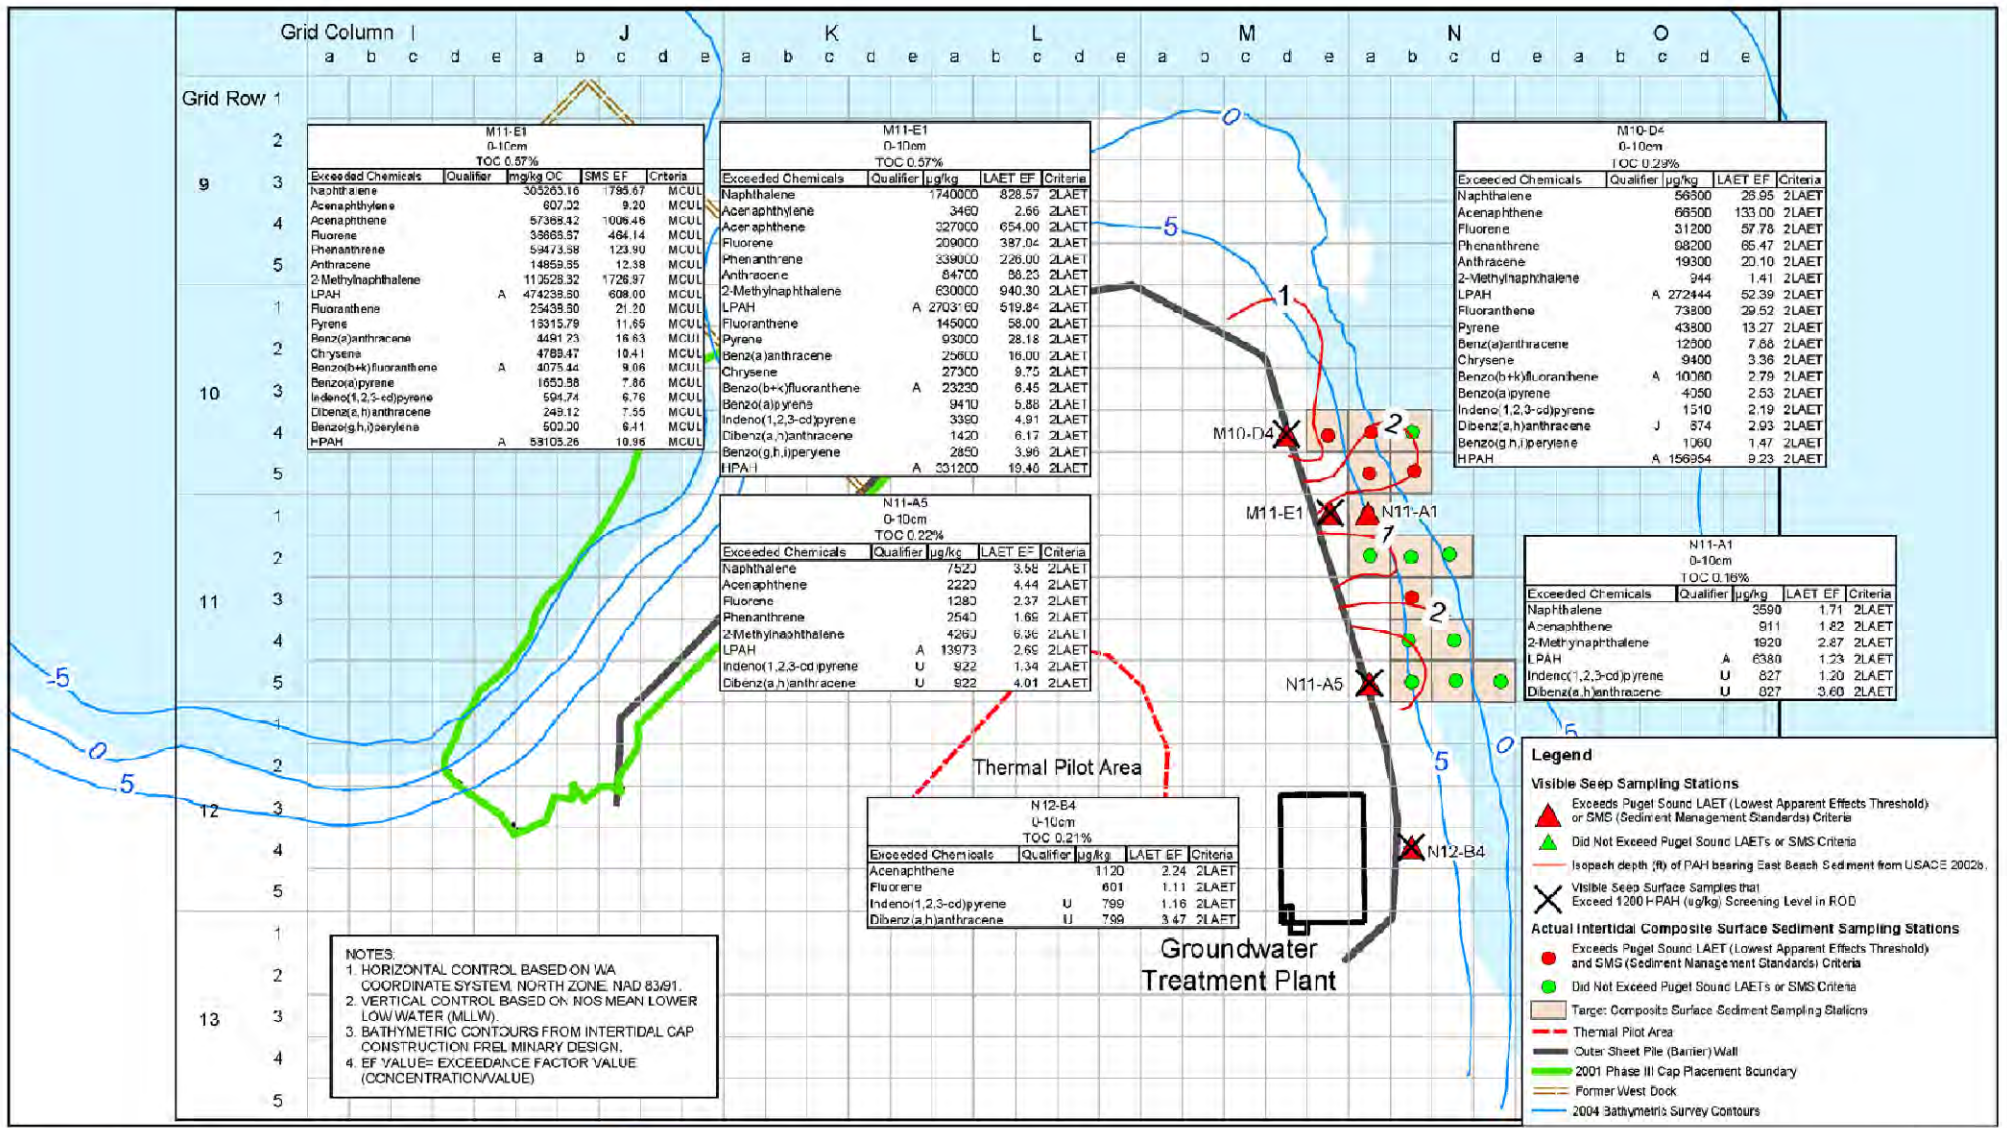 Grid Column I J K L M N O
a b c d e a b c d e a b c d e a b c d e a b c d e a b c d e a b c d e
Grid Row 1
2
9 3
4
5
1
2
10 3
4
5
1
2
11 3
4
5
1
2
12 3
4
5
1
2
13 3
4
5
M11-E1
0-10cm
TOC 0.57%
Exceeded Chemicals Qualifier mg/kg OC SMS EF Criteria
Naphthalene 305263.16 1795.67 MCUL
Acenaphthylene 607.02 9.20 MCUL
Acenaphthene 57368.42 1006.46 MCUL
Fluorene 36666.67 464.14 MCUL
Phenanthrene 59473.68 123.90 MCUL
Anthracene 14859.65 12.38 MCUL
2-Methylnaphthalene 110526.32 1726.97 MCUL
LPAH A 474238.60 608.00 MCUL
Fluoranthene 25438.60 21.20 MCUL
Pyrene 16315.79 11.65 MCUL
Benz(a)anthracene 4491.23 16.63 MCUL
Chrysene 4789.47 10.41 MCUL
Benzo(b+k)fluoranthene A 4075.44 9.06 MCUL
Benzo(a)pyrene 1650.88 7.86 MCUL
Indeno(1,2,3-cd)pyrene 594.74 6.76 MCUL
Dibenz(a,h)anthracene 249.12 7.55 MCUL
Benzo(g,h,i)perylene 500.00 6.41 MCUL
HPAH A 58105.26 10.96 MCUL
M11-E1
0-10cm
TOC 0.57%
Exceeded Chemicals Qualifier µg/kg LAET EF Criteria
Naphthalene 1740000 828.57 2LAET
Acenaphthylene 3460 2.66 2LAET
Acenaphthene 327000 654.00 2LAET
Fluorene 209000 387.04 2LAET
Phenanthrene 339000 226.00 2LAET
Anthracene 84700 88.23 2LAET
2-Methylnaphthalene 630000 940.30 2LAET
LPAH A 2703160 519.84 2LAET
Fluoranthene 145000 58.00 2LAET
Pyrene 93000 28.18 2LAET
Benz(a)anthracene 25600 16.00 2LAET
Chrysene 27300 9.75 2LAET
Benzo(b+k)fluoranthene A 23230 6.45 2LAET
Benzo(a)pyrene 9410 5.88 2LAET
Indeno(1,2,3-cd)pyrene 3390 4.91 2LAET
Dibenz(a,h)anthracene 1420 6.17 2LAET
Benzo(g,h,i)perylene 2850 3.96 2LAET
HPAH A 331200 19.48 2LAET
M10-D4
0-10cm
TOC 0.29%
Exceeded Chemicals Qualifier µg/kg LAET EF Criteria
Naphthalene 56600 26.95 2LAET
Acenaphthene 66500 133.00 2LAET
Fluorene 31200 57.78 2LAET
Phenanthrene 98200 65.47 2LAET
Anthracene 19300 20.10 2LAET
2-Methylnaphthalene 944 1.41 2LAET
LPAH A 272444 52.39 2LAET
Fluoranthene 73800 29.52 2LAET
Pyrene 43800 13.27 2LAET
Benz(a)anthracene 12600 7.88 2LAET
Chrysene 9400 3.36 2LAET
Benzo(b+k)fluoranthene A 10060 2.79 2LAET
Benzo(a)pyrene 4050 2.53 2LAET
Indeno(1,2,3-cd)pyrene 1510 2.19 2LAET
Dibenz(a,h)anthracene J 674 2.93 2LAET
Benzo(g,h,i)perylene 1060 1.47 2LAET
HPAH A 156954 9.23 2LAET
N11-A5
0-10cm
TOC 0.22%
Exceeded Chemicals Qualifier µg/kg LAET EF Criteria
Naphthalene 7520 3.58 2LAET
Acenaphthene 2220 4.44 2LAET
Fluorene 1280 2.37 2LAET
Phenanthrene 2540 1.69 2LAET
2-Methylnaphthalene 4260 6.36 2LAET
LPAH A 13973 2.69 2LAET
Indeno(1,2,3-cd)pyrene U 922 1.34 2LAET
Dibenz(a,h)anthracene U 922 4.01 2LAET
N11-A1
0-10cm
TOC 0.16%
Exceeded Chemicals Qualifier µg/kg LAET EF Criteria
Naphthalene 3590 1.71 2LAET
Acenaphthene 911 1.82 2LAET
2-Methylnaphthalene 1920 2.87 2LAET
LPAH A 6380 1.23 2LAET
Indeno(1,2,3-cd)pyrene U 827 1.20 2LAET
Dibenz(a,h)anthracene U 827 3.60 2LAET
N12-B4
0-10cm
TOC 0.21%
Exceeded Chemicals Qualifier µg/kg LAET EF Criteria
Acenaphthene 1120 2.24 2LAET
Fluorene 601 1.11 2LAET
Indeno(1,2,3-cd)pyrene U 799 1.16 2LAET
Dibenz(a,h)anthracene U 799 3.47 2LAET
0
-5
1
2
M10-D4
M11-E1
N11-A1
1
2
N11-A5
-5
0
5
5
0
5
N12-B4
Thermal Pilot Area
Groundwater
Treatment Plant
NOTES:
1. HORIZONTAL CONTROL BASED ON WA
COORDINATE SYSTEM, NORTH ZONE, NAD 83/91.
2. VERTICAL CONTROL BASED ON NOS MEAN LOWER
LOW WATER (MLLW).
3. BATHYMETRIC CONTOURS FROM INTERTIDAL CAP
CONSTRUCTION PRELIMINARY DESIGN.
4. EF VALUE= EXCEEDANCE FACTOR VALUE
(CONCENTRATION/VALUE)
Legend
Visible Seep Sampling Stations
Exceeds Puget Sound LAET (Lowest Apparent Effects Threshold)
or SMS (Sediment Management Standards) Criteria
Did Not Exceed Puget Sound LAETs or SMS Criteria
Isopach depth (ft) of PAH bearing East Beach Sediment from USACE 2002b.
Visible Seep Surface Samples that
Exceed 1200 HPAH (ug/kg) Screening Level in ROD
Actual Intertidal Composite Surface Sediment Sampling Stations
Exceeds Puget Sound LAET (Lowest Apparent Effects Threshold)
and SMS (Sediment Management Standards) Criteria
Did Not Exceed Puget Sound LAETs or SMS Criteria
Target Composite Surface Sediment Sampling Stations
Thermal Pilot Area
Outer Sheet Pile (Barrier) Wall
2001 Phase III Cap Placement Boundary
Former West Dock
2004 Bathymetric Survey Contours